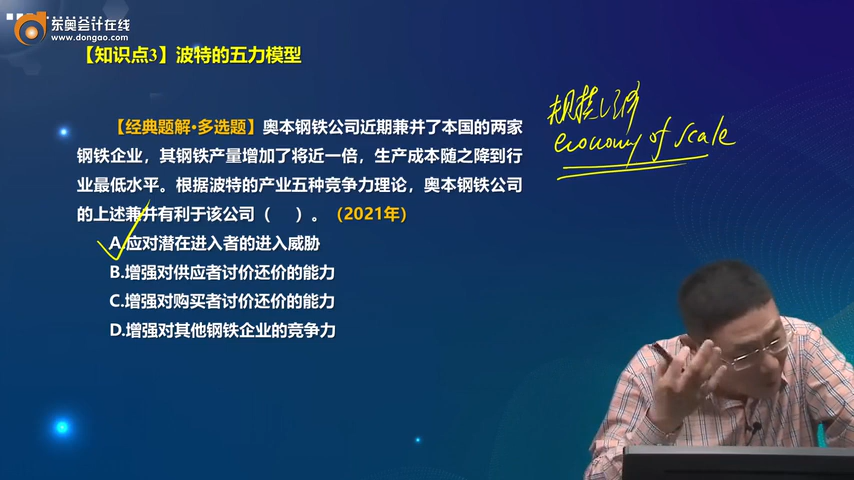 东奥会计在线
www.dongao.com
【知识点3】波特的五力模型
规模经济
economy of scale
【经典题解·多选题】奥本钢铁公司近期兼并了本国的两家
钢铁企业，其钢铁产量增加了将近一倍，生产成本随之降到行
业最低水平。根据波特的产业五种竞争力理论，奥本钢铁公司
的上述兼并有利于该公司（ ）。（2021年）
A.应对潜在进入者的进入威胁
B.增强对供应者讨价还价的能力
C.增强对购买者讨价还价的能力
D.增强对其他钢铁企业的竞争力